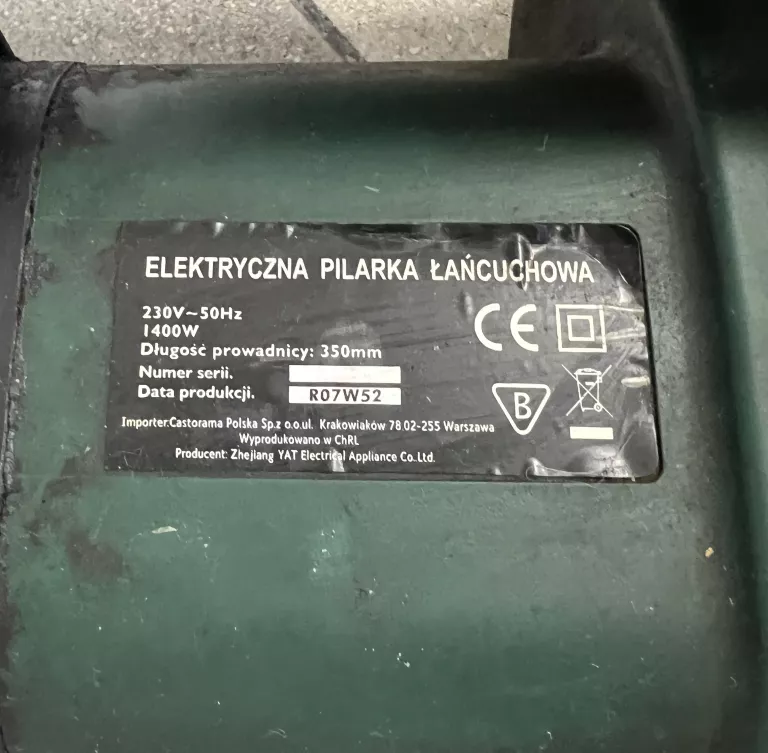 ELEKTRYCZNA PILARKA ŁAŃCUCHOWA
230V~50Hz
1400W
Długość prowadnicy: 350mm
Numer serii.
Data produkcji. R07W52
CE
B
Importer:Castorama Polska Sp.z o.o.ul. Krakowiaków 78.02-255 Warszawa
Wyprodukowano w ChRL
Producent: Zhejiang YAT Electrical Appliance Co.Ltd.